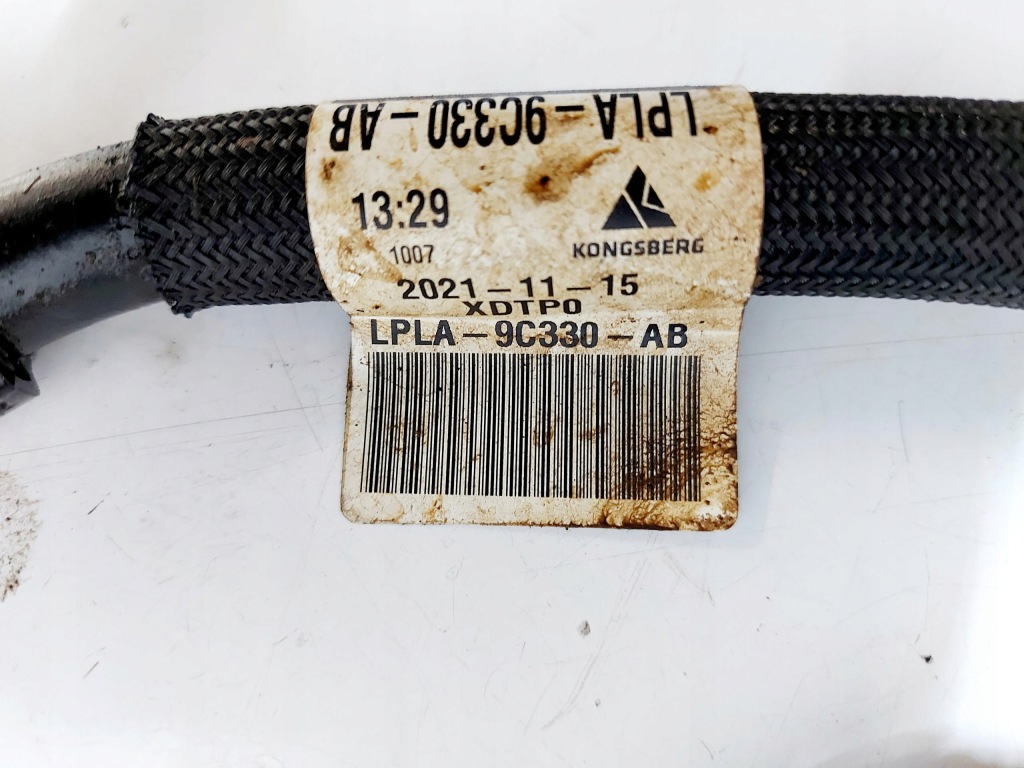 LPLA-9C330-AB
13:29
1007
KONGSBERG
2021-11-15
XDTP0
LPLA-9C330-AB